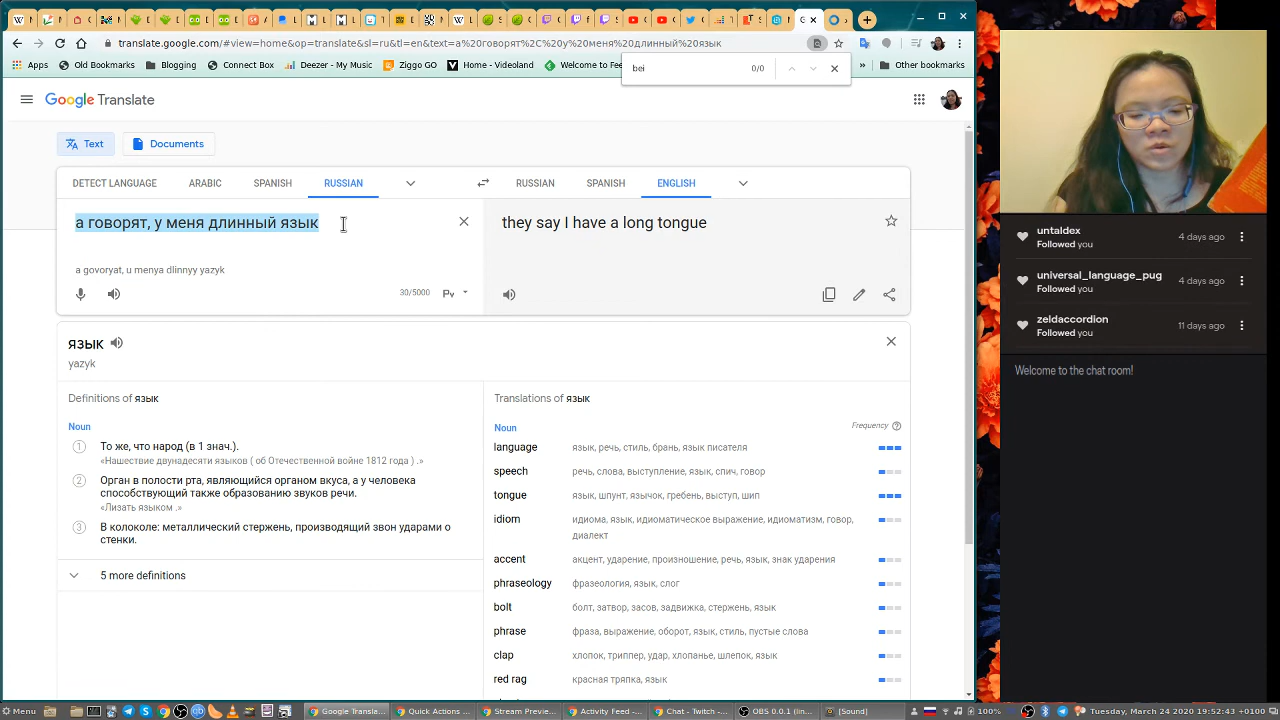 translate.google.com/?view=home&op=translate&sl=ru&tl=en&text=а%20говорят%2C%20у%20меня%20длинный%20язык
Apps Old Bookmarks Blogging Connect Box Deezer - My Music Ziggo GO Home - Videoland Welcome to Fe » Other bookmarks
bei 0/0
Google Translate
Text Documents
DETECT LANGUAGE ARABIC SPANISH RUSSIAN
RUSSIAN SPANISH ENGLISH
а говорят, у меня длинный язык
they say I have a long tongue
a govoryat, u menya dlinnyy yazyk
30/5000
язык
yazyk
Definitions of язык
Noun
1 То же, что народ (в 1 знач.).
«Нашествие двунадесяти языков ( об Отечественной войне 1812 года ) .»
2 Орган в полости рта, являющийся органом вкуса, а у человека
способствующий также образованию звуков речи.
«Лизать языком .»
3 В колоколе: металлический стержень, производящий звон ударами о
стенки.
5 more definitions
Translations of язык
Frequency
Noun
language язык, речь, стиль, брань, язык писателя
speech речь, слова, выступление, язык, спич, говор
tongue язык, шпунт, язычок, гребень, выступ, шип
idiom идиома, язык, идиоматическое выражение, идиоматизм, говор,
диалект
accent акцент, ударение, произношение, речь, язык, знак ударения
phraseology фразеология, язык, слог
bolt болт, затвор, засов, задвижка, стержень, язык
phrase фраза, выражение, оборот, язык, стиль, пустые слова
clap хлопок, триппер, удар, хлопанье, шлепок, язык
red rag красная тряпка, язык
untaldex
Followed you
4 days ago
universal_language_pug
Followed you
4 days ago
zeldaccordion
Followed you
11 days ago
Welcome to the chat room!
Menu Google Transla... Quick Actions ... Stream Previe... Activity Feed -... Chat - Twitch -... OBS 0.0.1 (lin... [Sound] 100% Tuesday, March 24 2020, 19:52:43 +0100